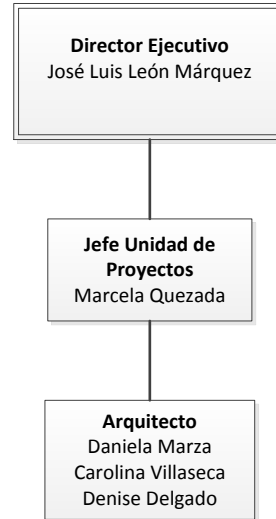 Director Ejecutivo
José Luis León Márquez
Jefe Unidad de
Proyectos
Marcela Quezada
Arquitecto
Daniela Marza
Carolina Villaseca
Denise Delgado